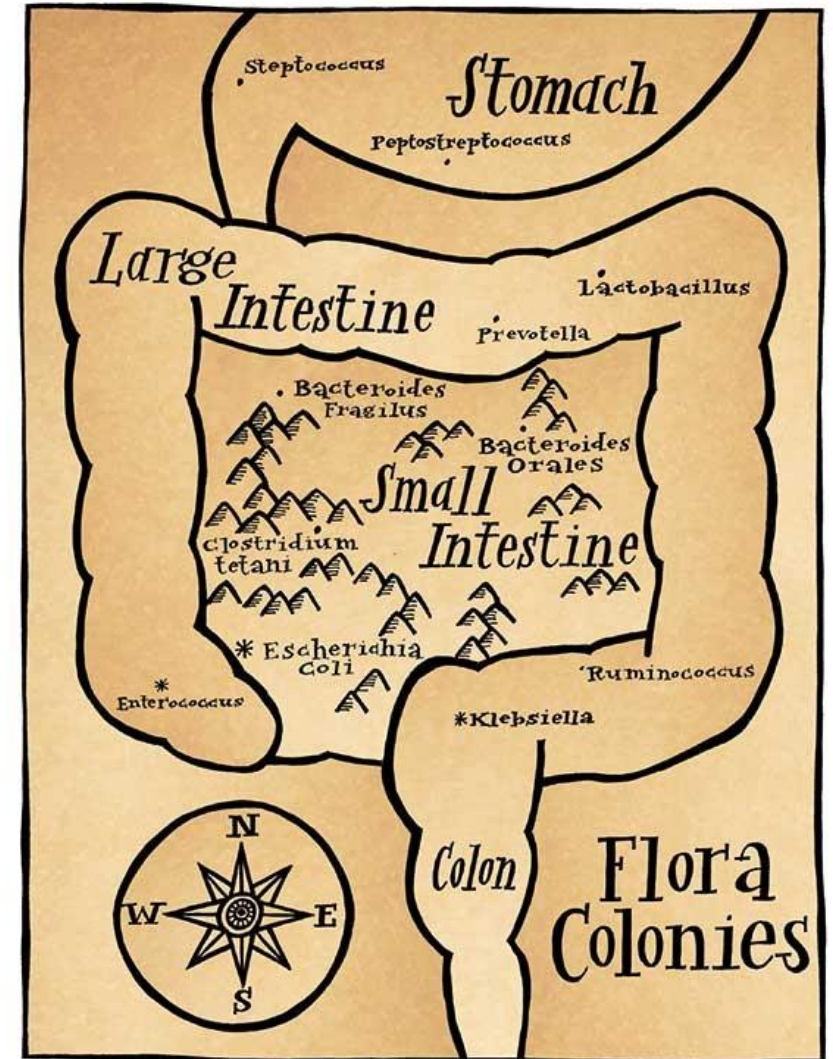 Steptococcus
Stomach
Peptostreptococcus
Large
Intestine
Lactobacillus
Prevotella
Bacteroides
Fragilus
Bacteroides
Orales
Small
Intestine
Clostridium
tetani
* Escherichia
Coli
Ruminococcus
*
Enterococcus
*Klebsiella
N
W
E
S
Colon
Flora
Colonies